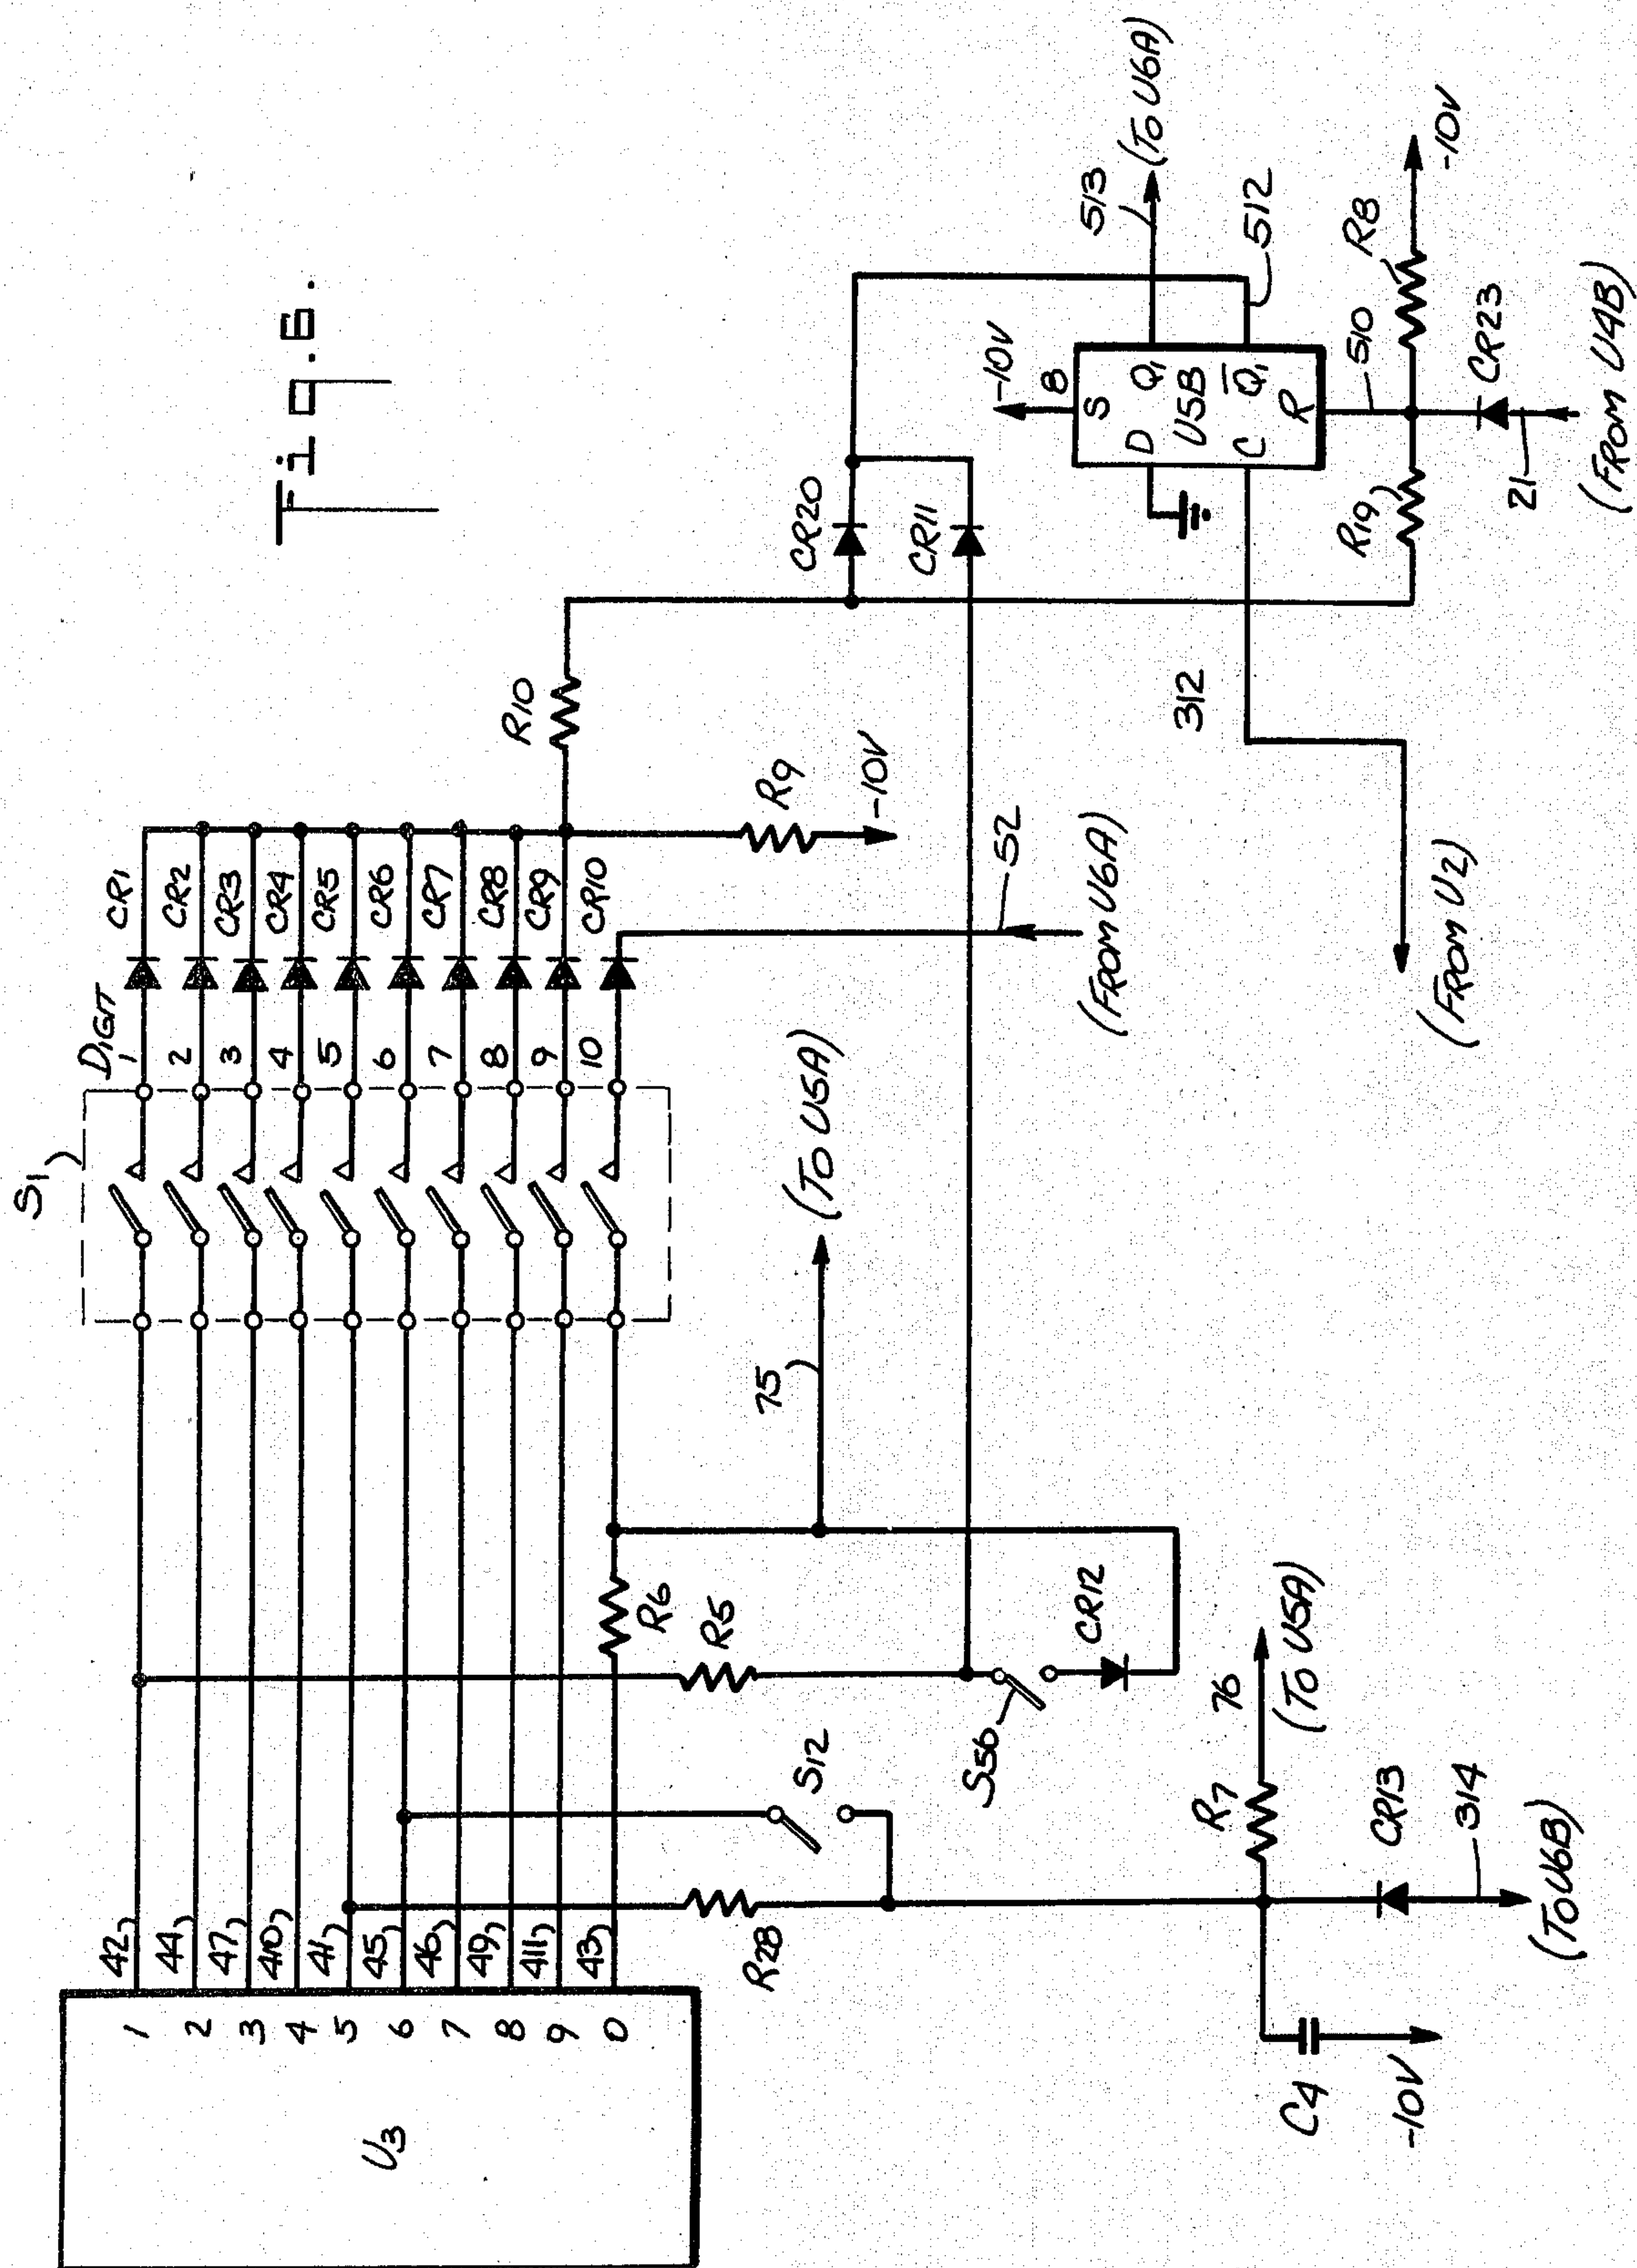 Fig. 6.
S1
DIGIT
1
2
3
4
5
6
7
8
9
10
CR1
CR2
CR3
CR4
CR5
CR6
CR7
CR8
CR9
CR10
R10
R9
-10V
52
(FROM U6A)
CR20
CR11
-10V
8
S
D
Q1
U5B
C
Q̅1
R
513
(TO U6A)
512
510
R8
-10V
R19
CR23
21
(FROM U4B)
312
(FROM U2)
75
(TO U5A)
R6
R5
S56
CR12
S12
R28
R7
76
(TO U5A)
CR13
314
(TO U6B)
C4
-10V
42
44
47
410
41
45
46
49
411
43
1
2
3
4
5
6
7
8
9
0
U3